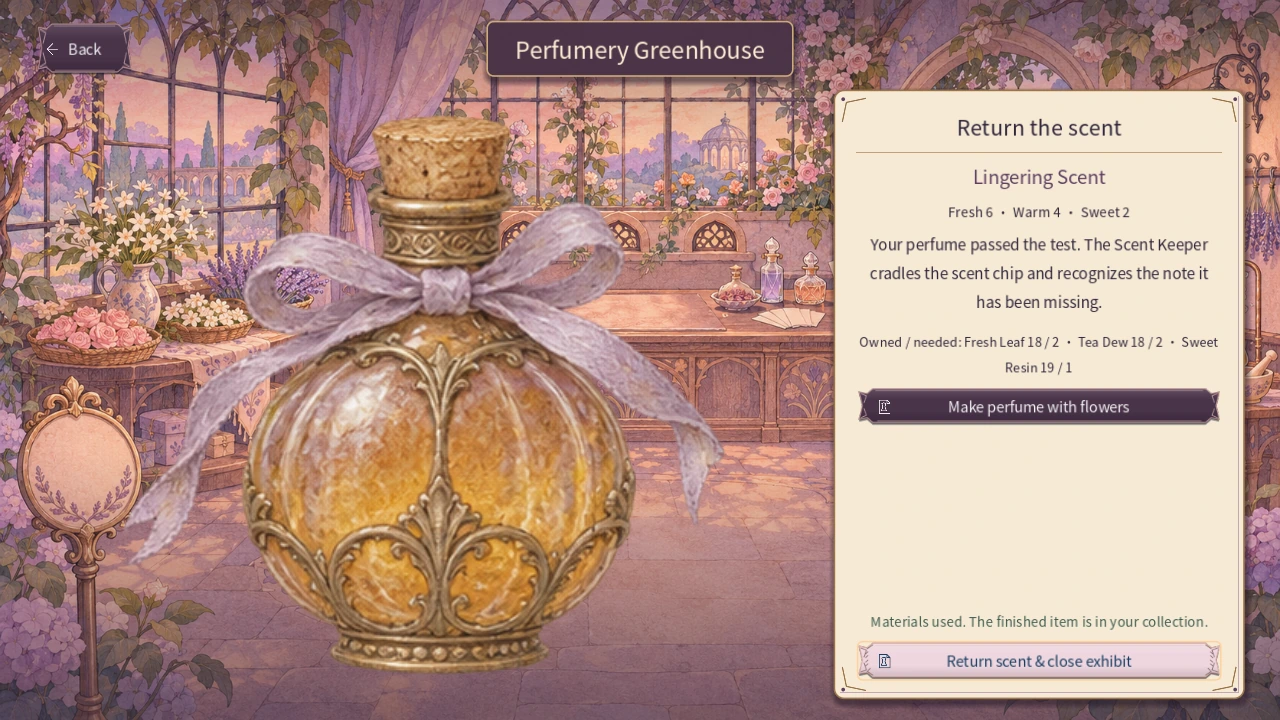 Back
Perfumery Greenhouse
Return the scent
Lingering Scent
Fresh 6 · Warm 4 · Sweet 2
Your perfume passed the test. The Scent Keeper
cradles the scent chip and recognizes the note it
has been missing.
Owned / needed: Fresh Leaf 18 / 2 · Tea Dew 18 / 2 · Sweet
Resin 19 / 1
Make perfume with flowers
Materials used. The finished item is in your collection.
Return scent & close exhibit